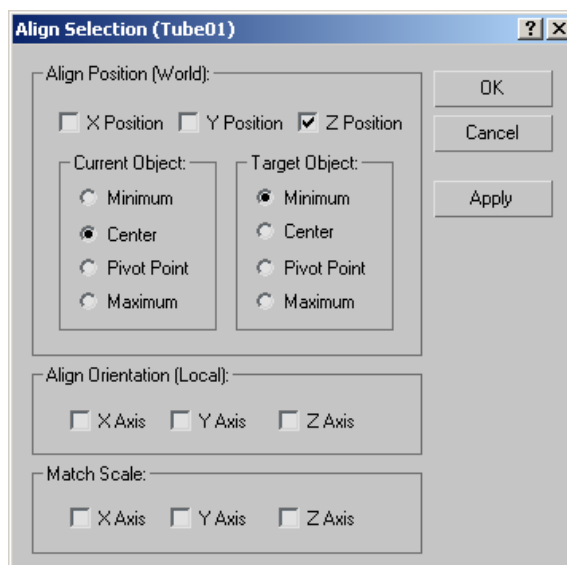 Align Selection (Tube01)
Align Position (World):
X Position Y Position Z Position
Current Object:
Minimum
Center
Pivot Point
Maximum
Target Object:
Minimum
Center
Pivot Point
Maximum
OK
Cancel
Apply
Align Orientation (Local):
X Axis Y Axis Z Axis
Match Scale:
X Axis Y Axis Z Axis